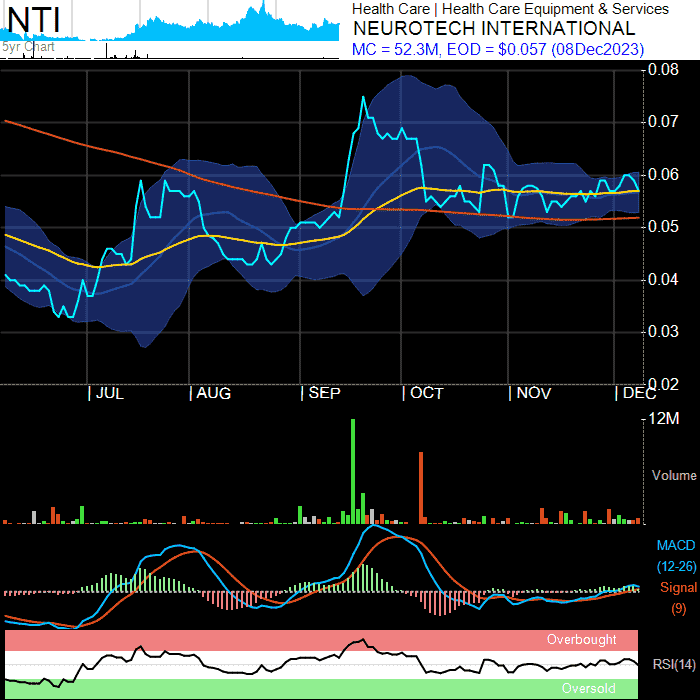 NTI
5yr Chart
Health Care | Health Care Equipment & Services
NEUROTECH INTERNATIONAL
MC = 52.3M, EOD = $0.057 (08Dec2023)
0.08
0.07
0.06
0.05
0.04
0.03
0.02
JUL AUG SEP OCT NOV DEC
12M
Volume
MACD
(12-26)
Signal
(9)
Overbought
RSI(14)
Oversold